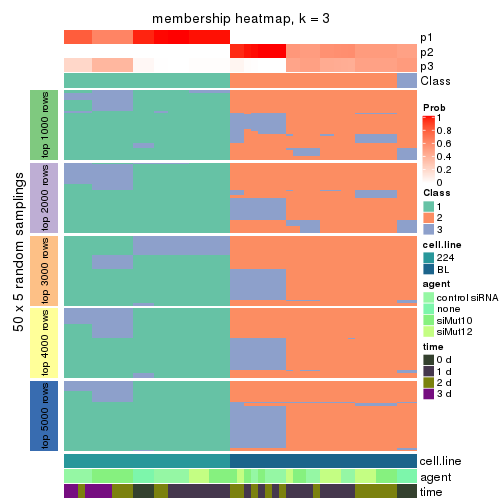 membership heatmap, k = 3
p1
p2
p3
Class
50 x 5 random samplings
top 1000 rows
top 2000 rows
top 3000 rows
top 4000 rows
top 5000 rows
cell.line
agent
time
Prob
1
0.8
0.6
0.4
0.2
0
Class
1
2
3
cell.line
224
BL
agent
control siRNA
none
siMut10
siMut12
time
0 d
1 d
2 d
3 d